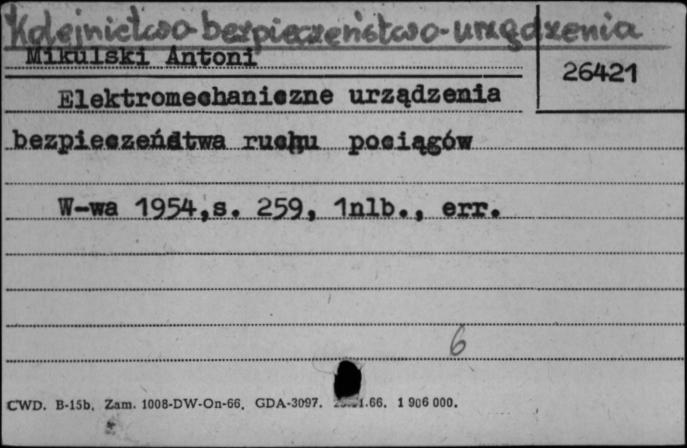 Kolejnictwo-bezpieczeństwo-urządzenia
Mikulski Antoni
26421
Elektromechaniczne urządzenia
bezpieczeństwa ruchu pociągów
W-wa 1954,s. 259, 1nlb., err.
6
CWD. B-15b. Zam. 1008-DW-On-66. GDA-3097. .66. 1 906 000.